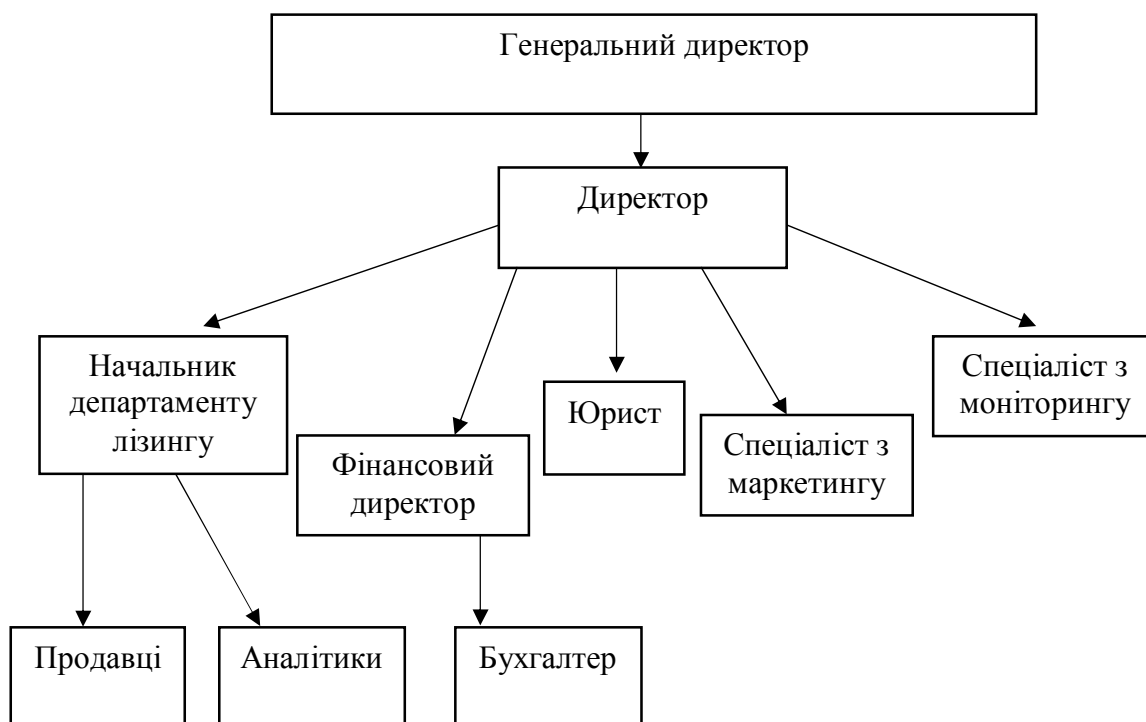 Генеральний директор
Директор
Начальник
департаменту
лізингу
Фінансовий
директор
Юрист
Спеціаліст з
маркетингу
Спеціаліст з
моніторингу
Продавці
Аналітики
Бухгалтер